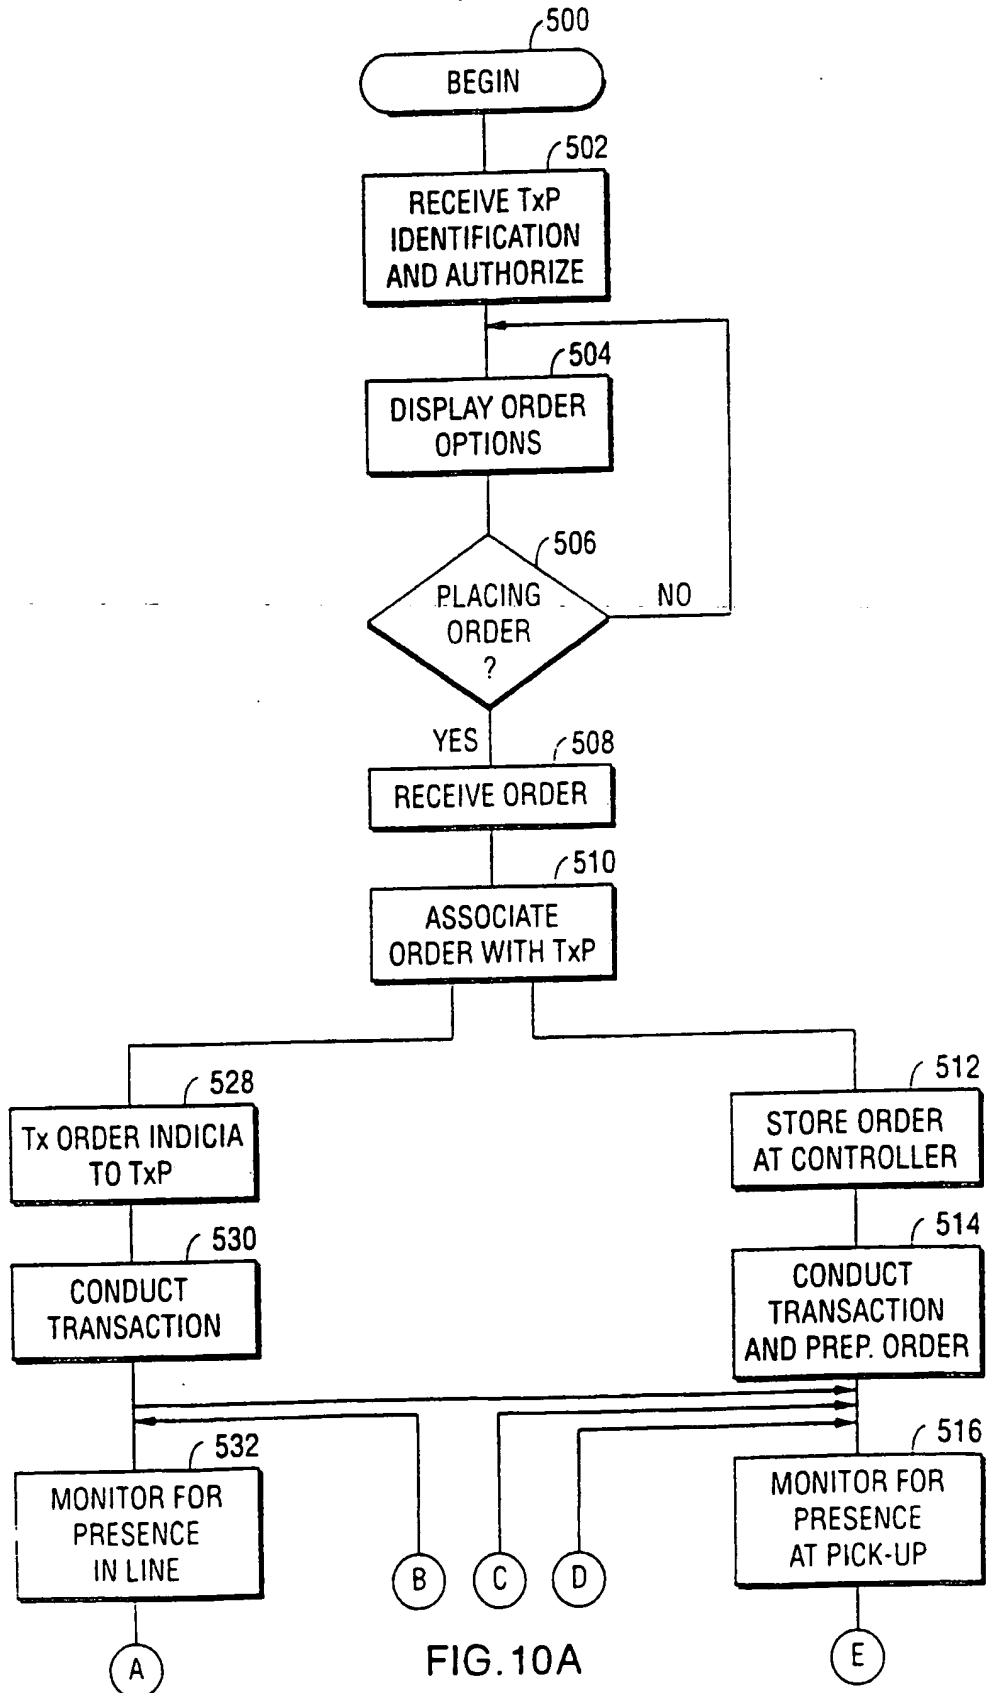 500
BEGIN
502
RECEIVE TxP
IDENTIFICATION
AND AUTHORIZE
504
DISPLAY ORDER
OPTIONS
506
PLACING
ORDER
?
NO
YES
508
RECEIVE ORDER
510
ASSOCIATE
ORDER WITH TxP
528
Tx ORDER INDICIA
TO TxP
530
CONDUCT
TRANSACTION
532
MONITOR FOR
PRESENCE
IN LINE
A
B
C
D
512
STORE ORDER
AT CONTROLLER
514
CONDUCT
TRANSACTION
AND PREP. ORDER
516
MONITOR FOR
PRESENCE
AT PICK-UP
E
FIG. 10A